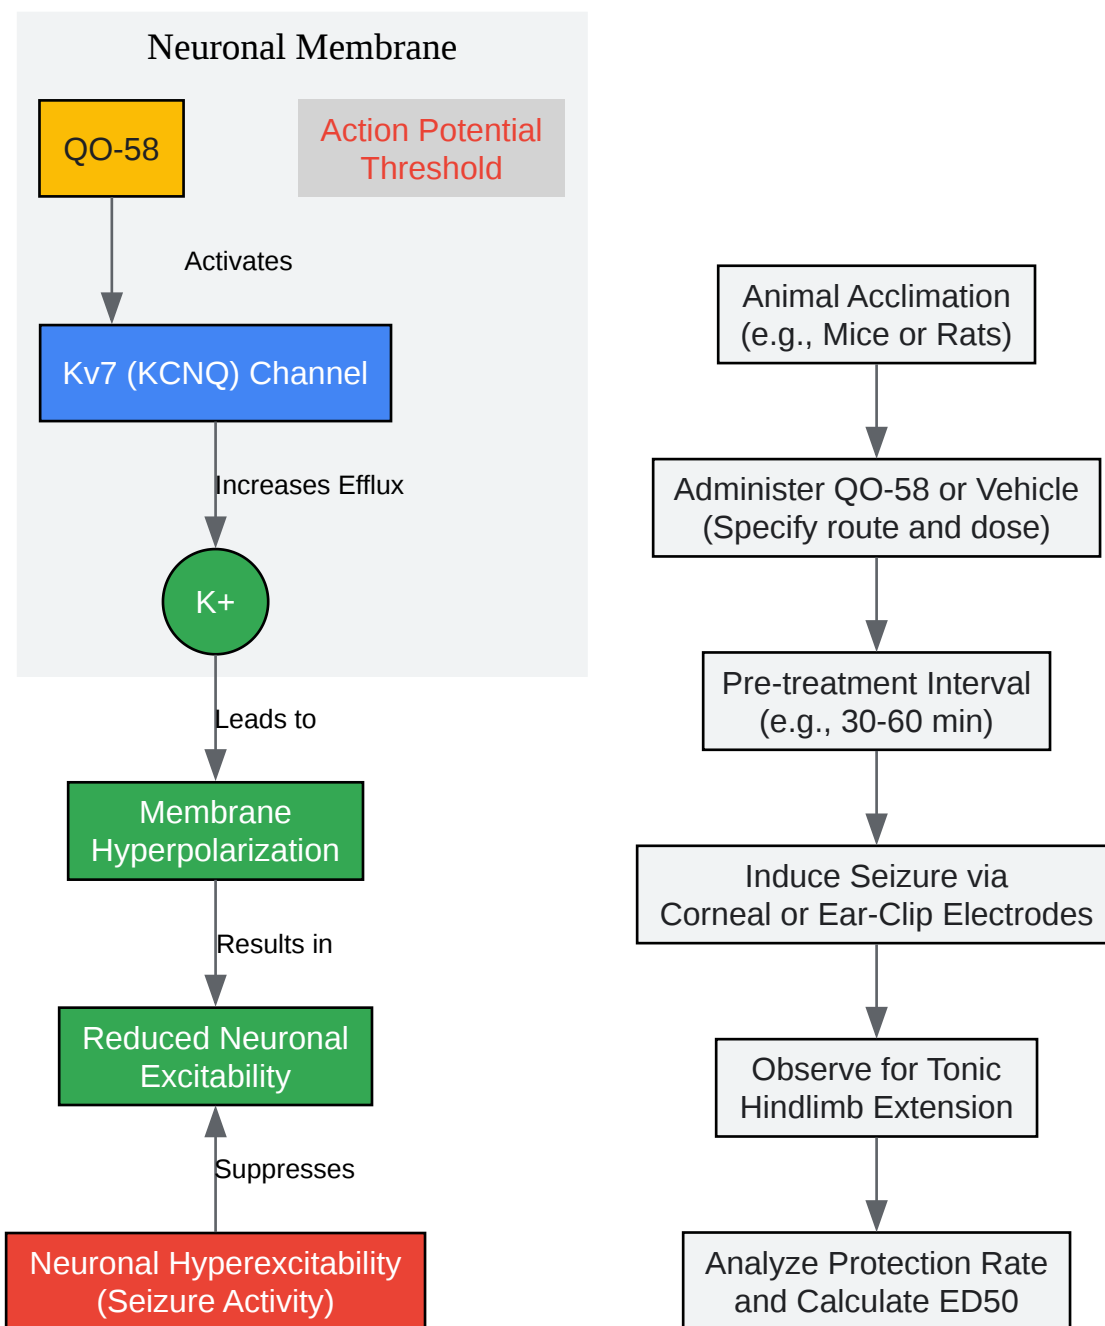 Neuronal Membrane
QO-58
Action Potential
Threshold
Activates
Kv7 (KCNQ) Channel
Increases Efflux
K+
Leads to
Membrane
Hyperpolarization
Results in
Reduced Neuronal
Excitability
Suppresses
Neuronal Hyperexcitability
(Seizure Activity)
Animal Acclimation
(e.g., Mice or Rats)
Administer QO-58 or Vehicle
(Specify route and dose)
Pre-treatment Interval
(e.g., 30-60 min)
Induce Seizure via
Corneal or Ear-Clip Electrodes
Observe for Tonic
Hindlimb Extension
Analyze Protection Rate
and Calculate ED50